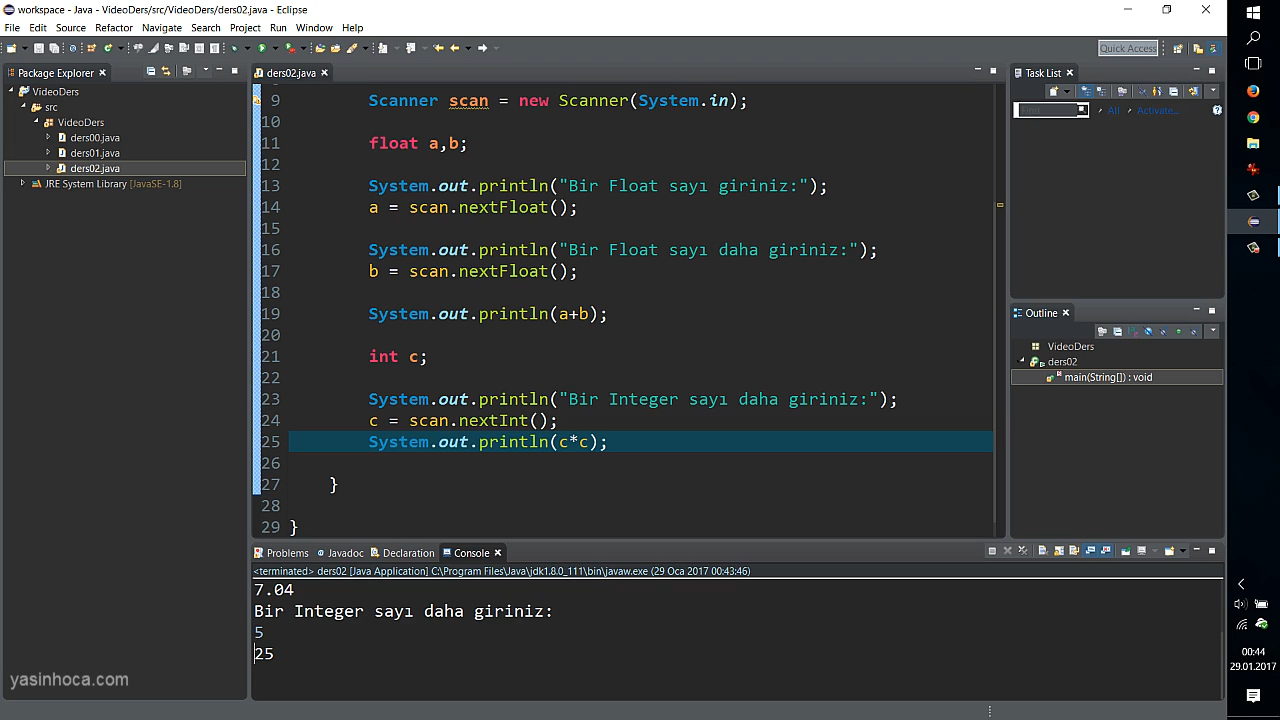 workspace - Java - VideoDers/src/VideoDers/ders02.java - Eclipse
File Edit Source Refactor Navigate Search Project Run Window Help
Quick Access
Package Explorer
VideoDers
src
VideoDers
ders00.java
ders01.java
ders02.java
JRE System Library [JavaSE-1.8]
ders02.java
9 Scanner scan = new Scanner(System.in);
10
11 float a,b;
12
13 System.out.println("Bir Float sayı giriniz:");
14 a = scan.nextFloat();
15
16 System.out.println("Bir Float sayı daha giriniz:");
17 b = scan.nextFloat();
18
19 System.out.println(a+b);
20
21 int c;
22
23 System.out.println("Bir Integer sayı daha giriniz:");
24 c = scan.nextInt();
25 System.out.println(c*c);
26
27 }
28
29 }
Task List
Find All Activate...
Outline
VideoDers
ders02
main(String[]) : void
Problems Javadoc Declaration Console
<terminated> ders02 [Java Application] C:\Program Files\Java\jdk1.8.0_111\bin\javaw.exe (29 Oca 2017 00:43:46)
7.04
Bir Integer sayı daha giriniz:
5
25
yasinhoca.com
00:44
29.01.2017